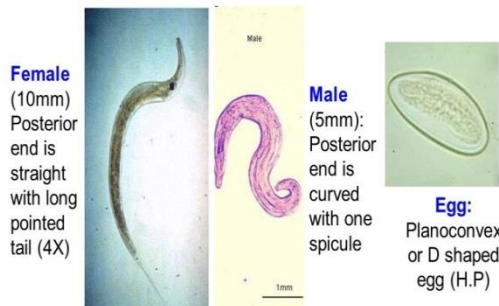 Female
(10mm)
Posterior
end is
straight
with long
pointed
tail (4X)
Male
1mm
Male
(5mm):
Posterior
end is
curved
with one
spicule
Egg:
Planoconvex
or D shaped
egg (H.P)